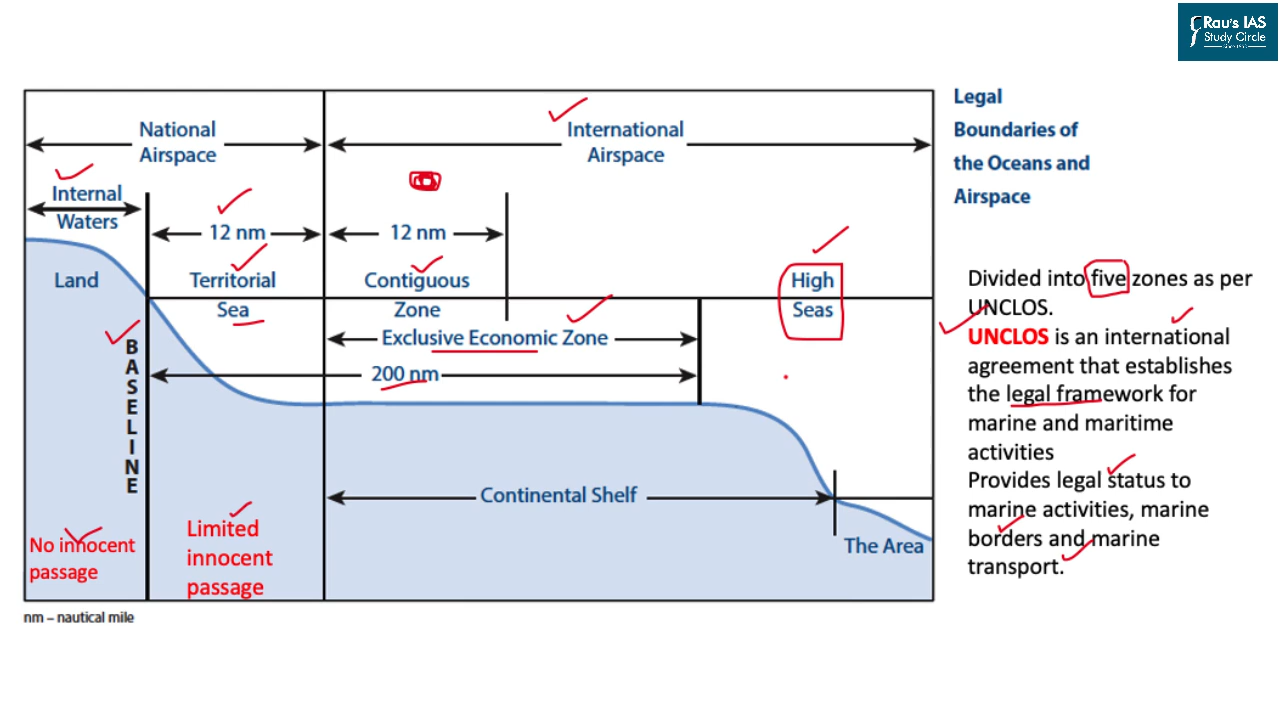 Rau's IAS
Study Circle
National
Airspace
International
Airspace
Internal
Waters
12 nm
12 nm
Land
Territorial
Sea
Contiguous
Zone
High
Seas
Exclusive Economic Zone
200 nm
BASELINE
Continental Shelf
The Area
No innocent
passage
Limited
innocent
passage
nm – nautical mile
Legal
Boundaries of
the Oceans and
Airspace
Divided into five zones as per
UNCLOS.
UNCLOS is an international
agreement that establishes
the legal framework for
marine and maritime
activities
Provides legal status to
marine activities, marine
borders and marine
transport.